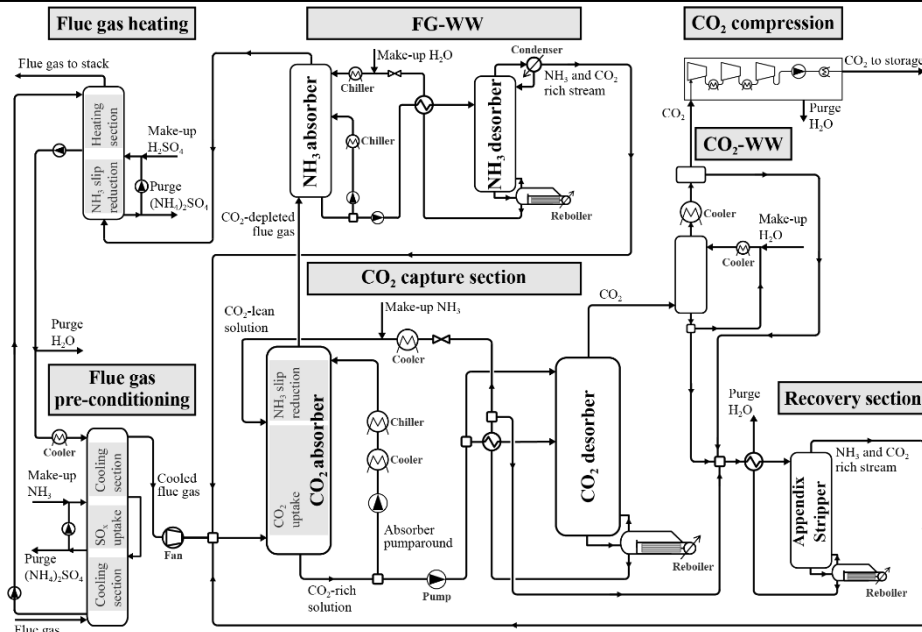 Flue gas heating
FG-WW
CO₂ compression
Flue gas to stack
Heating section
NH₃ slip
reduction
Make-up
H₂SO₄
Purge
(NH₄)₂SO₄
Make-up H₂O
Chiller
NH₃ absorber
Chiller
Condenser
NH₃ and CO₂
rich stream
NH₃ desorber
Reboiler
CO₂ to storage
CO₂
Purge
H₂O
CO₂-WW
Cooler
Make-up
H₂O
Cooler
CO₂-depleted
flue gas
CO₂ capture section
CO₂-lean
solution
Make-up NH₃
Cooler
CO₂
Purge
H₂O
Flue gas
pre-conditioning
Cooler
Make-up
NH₃
Purge
(NH₄)₂SO₄
Cooling
section
SOₓ
uptake
Cooling
section
Flue gas
Cooled
flue gas
Fan
NH₃ slip
reduction
CO₂
uptake
CO₂ absorber
Chiller
Cooler
Absorber
pumparound
CO₂-rich
solution
Pump
CO₂ desorber
Reboiler
Purge
H₂O
Recovery section
NH₃ and CO₂
rich stream
Appendix
Stripper
Reboiler